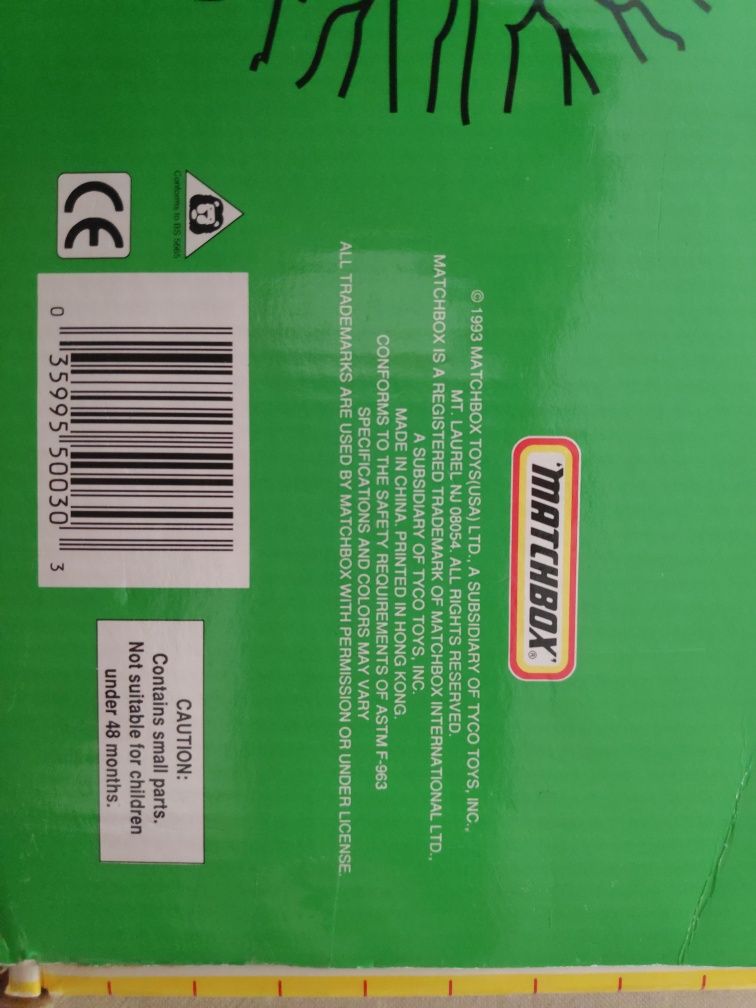 'MATCHBOX'®
© 1993 MATCHBOX TOYS(USA) LTD., A SUBSIDIARY OF TYCO TOYS, INC.,
MT. LAUREL NJ 08054. ALL RIGHTS RESERVED.
MATCHBOX IS A REGISTERED TRADEMARK OF MATCHBOX INTERNATIONAL LTD.,
A SUBSIDIARY OF TYCO TOYS, INC.
MADE IN CHINA. PRINTED IN HONG KONG.
CONFORMS TO THE SAFETY REQUIREMENTS OF ASTM F-963
SPECIFICATIONS AND COLORS MAY VARY
ALL TRADEMARKS ARE USED BY MATCHBOX WITH PERMISSION OR UNDER LICENSE.
Conforms to BS 5665
CE
0 35995 50030 3
CAUTION:
Contains small parts.
Not suitable for children
under 48 months.